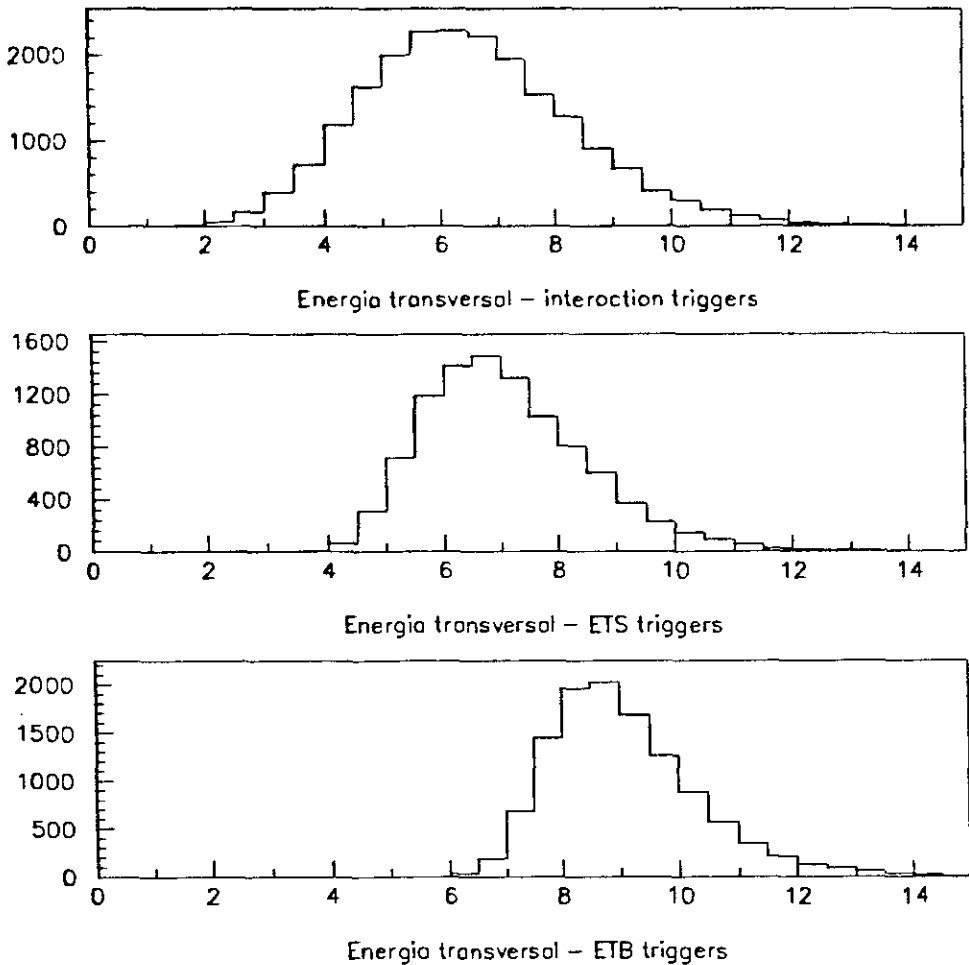 2000
1000
0
0 2 4 6 8 10 12 14
Energia transversal – interaction triggers
1600
1200
800
400
0
0 2 4 6 8 10 12 14
Energia transversal – ETS triggers
2000
1500
1000
500
0
0 2 4 6 8 10 12 14
Energia transversal – ETB triggers